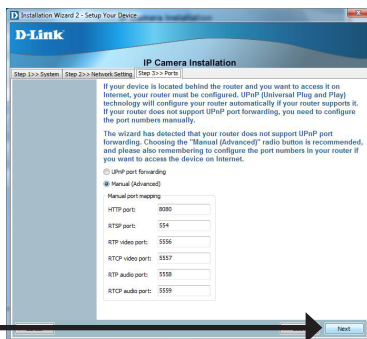 Installation Wizard 2 - Setup Your Device
D-Link
IP Camera Installation
Step 1>> System
Step 2>> Network Setting
Step 3>> Ports
If your device is located behind the router and you want to access it on
Internet, your router must be configured. UPnP (Universal Plug and Play)
technology will configure your router automatically if your router supports it.
If your router does not support UPnP port forwarding, you need to configure
the port numbers manually.
The wizard has detected that your router does not support UPnP port
forwarding. Choosing the "Manual (Advanced)" radio button is recommended,
and please also remembering to configure the port numbers in your router if
you want to access the device on Internet.
UPnP port forwarding
Manual (Advanced)
Manual port mapping
HTTP port: 8080
RTSP port: 554
RTP video port: 5556
RTCP video port: 5557
RTP audio port: 5558
RTCP audio port: 5559
Next